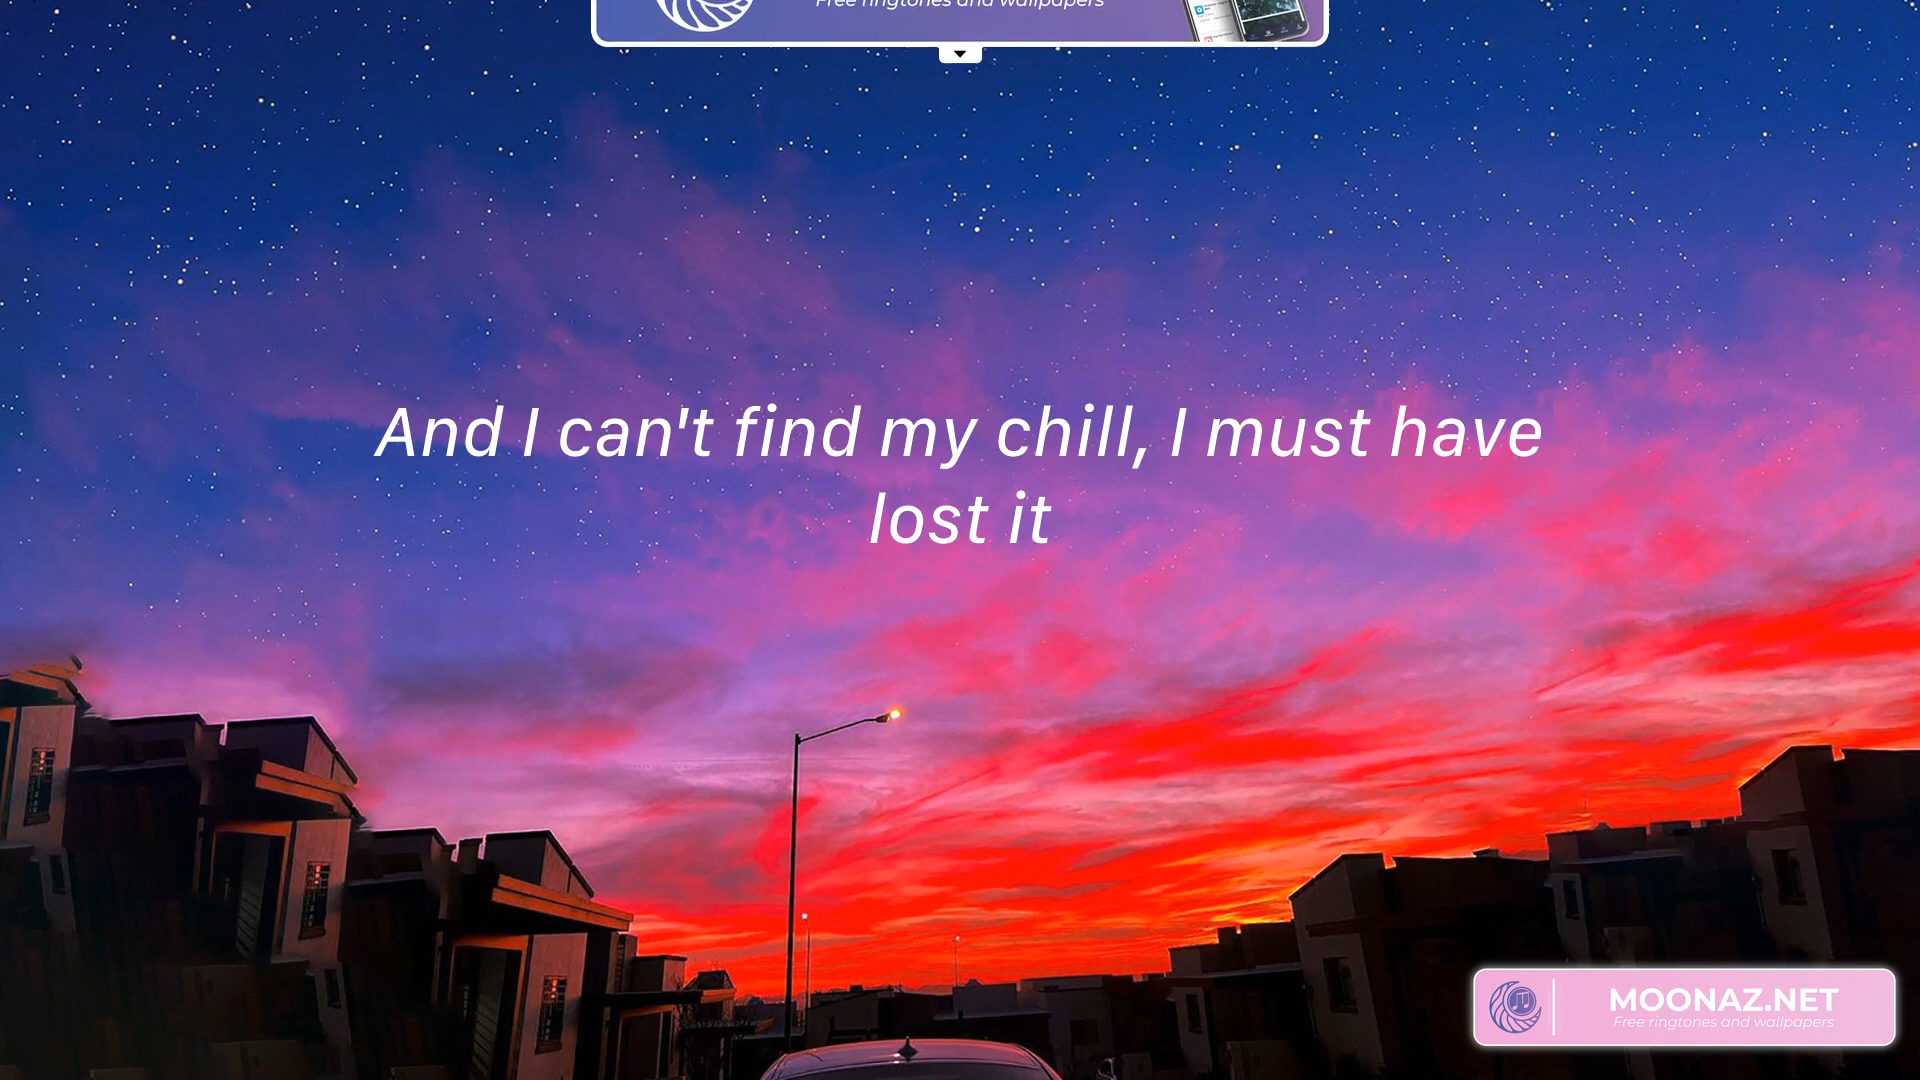 Free ringtones and wallpapers
And I can't find my chill, I must have
lost it
MOONAZ.NET
Free ringtones and wallpapers